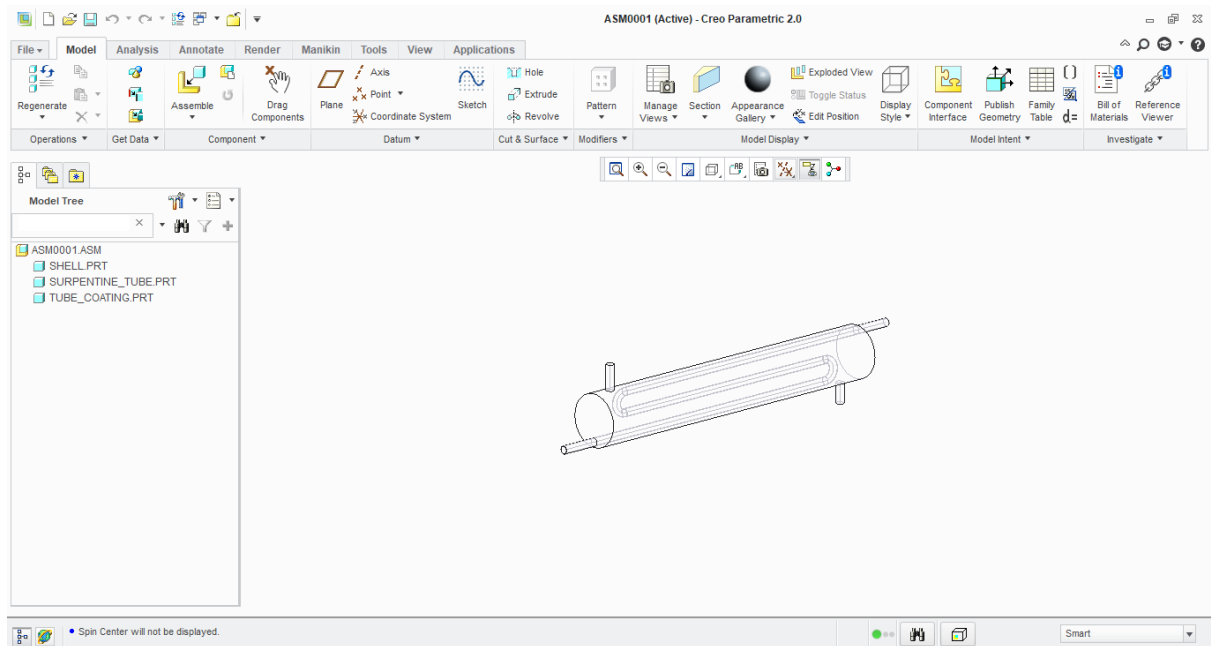 ASM0001 (Active) - Creo Parametric 2.0
File Model Analysis Annotate Render Manikin Tools View Applications
Regenerate
Assemble
Drag
Components
Plane
Axis
Point
Coordinate System
Sketch
Hole
Extrude
Revolve
Pattern
Manage
Views
Section
Appearance
Gallery
Exploded View
Toggle Status
Edit Position
Display
Style
Component
Interface
Publish
Geometry
Family
Table
d=
Bill of
Materials
Reference
Viewer
Operations Get Data Component Datum Cut & Surface Modifiers Model Display Model Intent Investigate
Model Tree
ASM0001.ASM
SHELL.PRT
SURPENTINE_TUBE.PRT
TUBE_COATING.PRT
Spin Center will not be displayed.
Smart